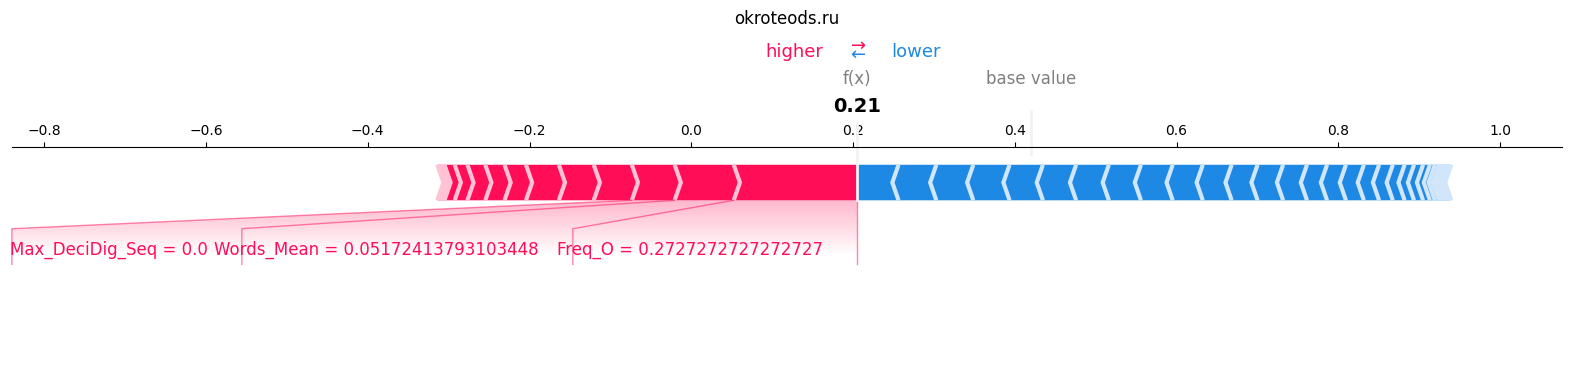 okroteods.ru
higher ⇄ lower
f(x) base value
0.21
−0.8 −0.6 −0.4 −0.2 0.0 0.2 0.4 0.6 0.8 1.0
Max_DeciDig_Seq = 0.0 Words_Mean = 0.05172413793103448 Freq_O = 0.2727272727272727